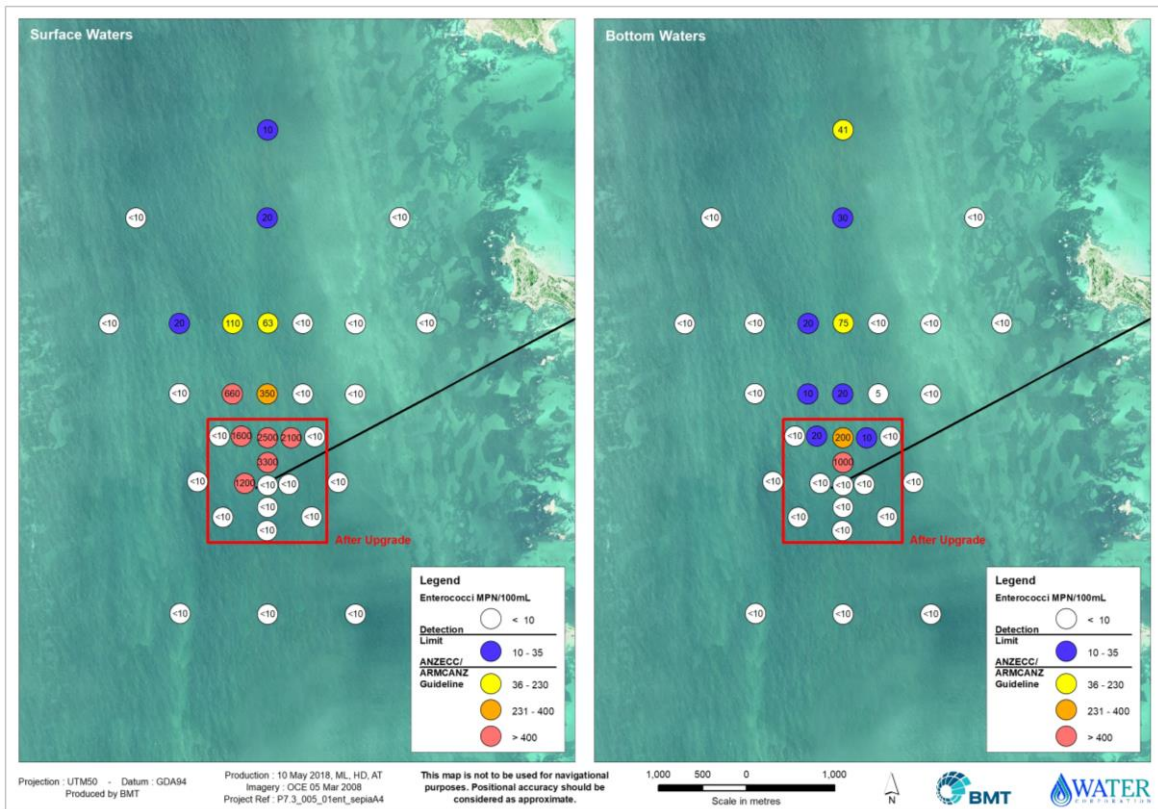 Surface Waters
10
<10
20
<10
<10
20
110
63
<10
<10
<10
<10
660
350
<10
<10
<10
1600
2500
2100
<10
3300
<10
1200
<10
<10
<10
<10
<10
<10
<10
After Upgrade
<10
<10
<10
Legend
Enterococci MPN/100mL
< 10
Detection
Limit
10 - 35
ANZECC/
ARMCANZ
Guideline
36 - 230
231 - 400
> 400
Bottom Waters
41
<10
30
<10
<10
<10
20
75
<10
<10
<10
<10
10
20
5
<10
<10
20
200
10
<10
1000
<10
<10
<10
<10
<10
<10
<10
<10
<10
After Upgrade
<10
<10
<10
Legend
Enterococci MPN/100mL
< 10
Detection
Limit
10 - 35
ANZECC/
ARMCANZ
Guideline
36 - 230
231 - 400
> 400
Projection : UTM50 - Datum : GDA94
Produced by BMT
Production : 10 May 2018, ML, HD, AT
Imagery : OCE 05 Mar 2008
Project Ref : P7.3_005_01ent_sepiaA4
This map is not to be used for navigational
purposes. Positional accuracy should be
considered as approximate.
1,000 500 0 1,000
Scale in metres
N
BMT
WATER
CORPORATION